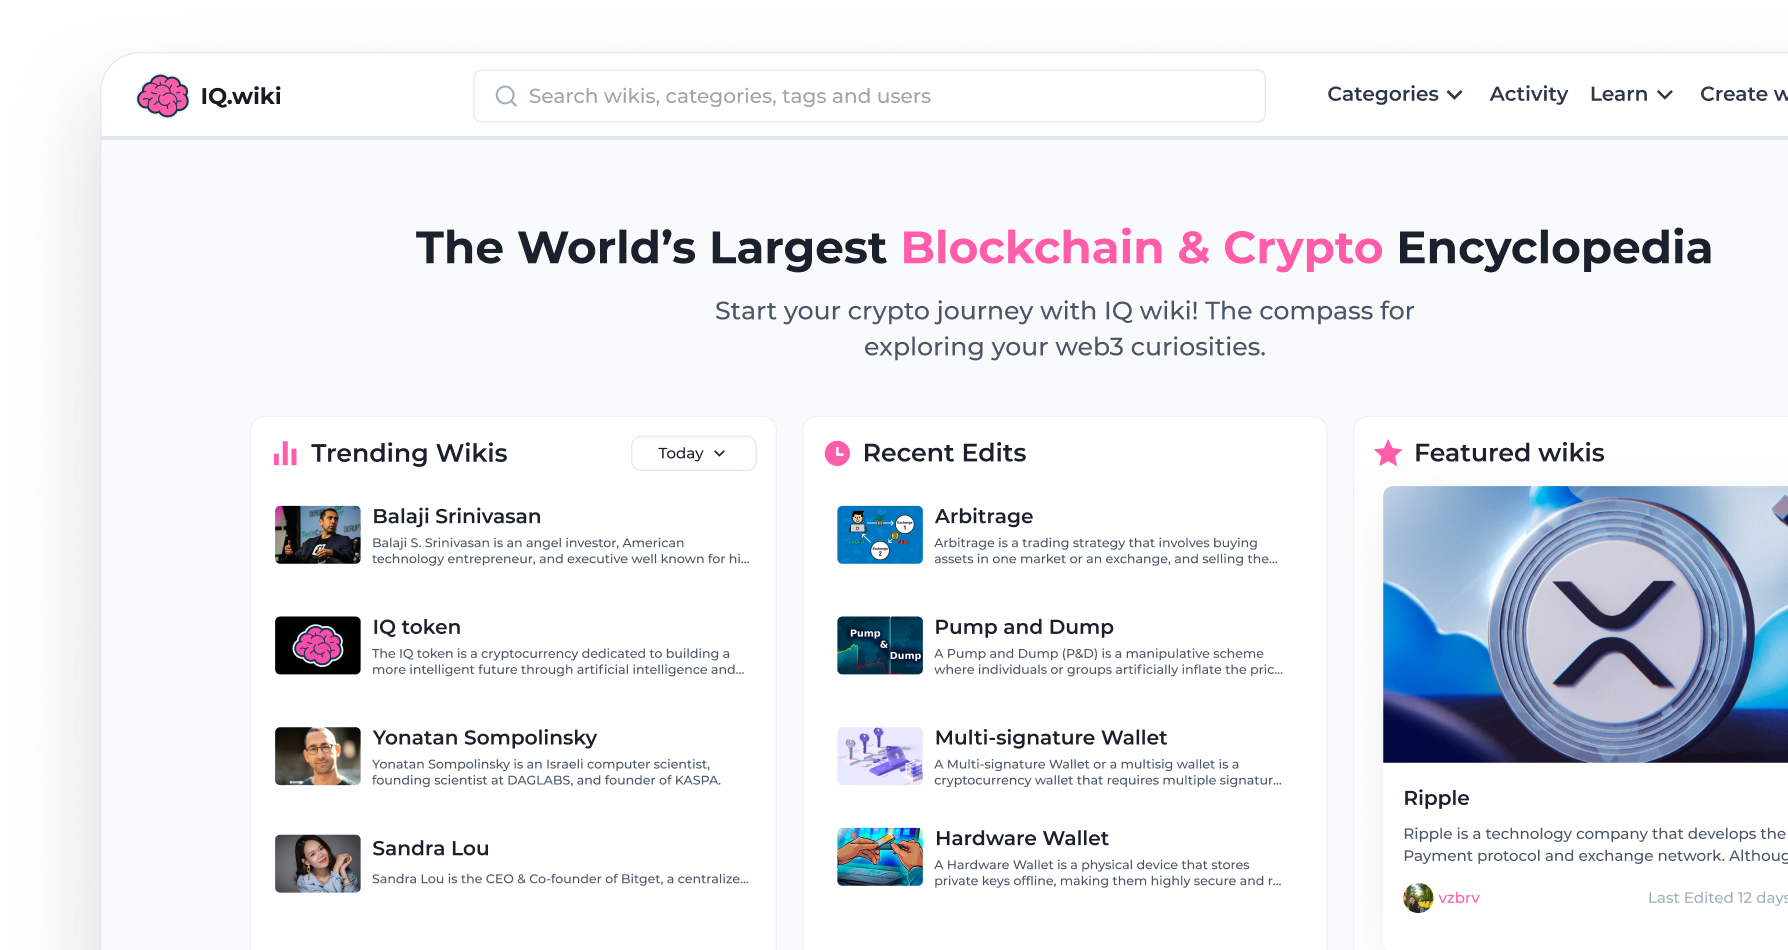 IQ.wiki
Search wikis, categories, tags and users
Categories
Activity
Learn
Create w
The World’s Largest Blockchain & Crypto Encyclopedia
Start your crypto journey with IQ wiki! The compass for
exploring your web3 curiosities.
Trending Wikis
Today
Balaji Srinivasan
Balaji S. Srinivasan is an angel investor, American
technology entrepreneur, and executive well known for hi...
IQ token
The IQ token is a cryptocurrency dedicated to building a
more intelligent future through artificial intelligence and...
Yonatan Sompolinsky
Yonatan Sompolinsky is an Israeli computer scientist,
founding scientist at DAGLABS, and founder of KASPA.
Sandra Lou
Sandra Lou is the CEO & Co-founder of Bitget, a centralize...
Recent Edits
Exchange
1
Exchange
2
Arbitrage
Arbitrage is a trading strategy that involves buying
assets in one market or an exchange, and selling the...
Pump
&
Dump
Pump and Dump
A Pump and Dump (P&D) is a manipulative scheme
where individuals or groups artificially inflate the pric...
Multi-signature Wallet
A Multi-signature Wallet or a multisig wallet is a
cryptocurrency wallet that requires multiple signatur...
Hardware Wallet
A Hardware Wallet is a physical device that stores
private keys offline, making them highly secure and r...
Featured wikis
Ripple
Ripple is a technology company that develops the
Payment protocol and exchange network. Althoug
vzbrv
Last Edited 12 days